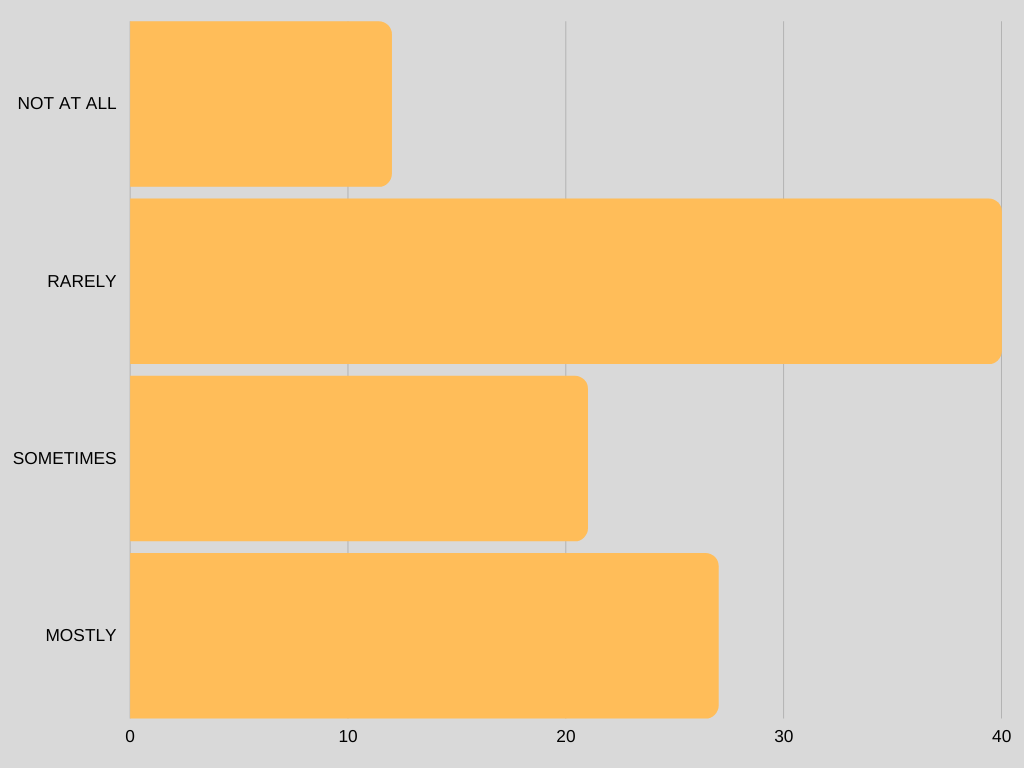 NOT AT ALL
RARELY
SOMETIMES
MOSTLY
0 10 20 30 40